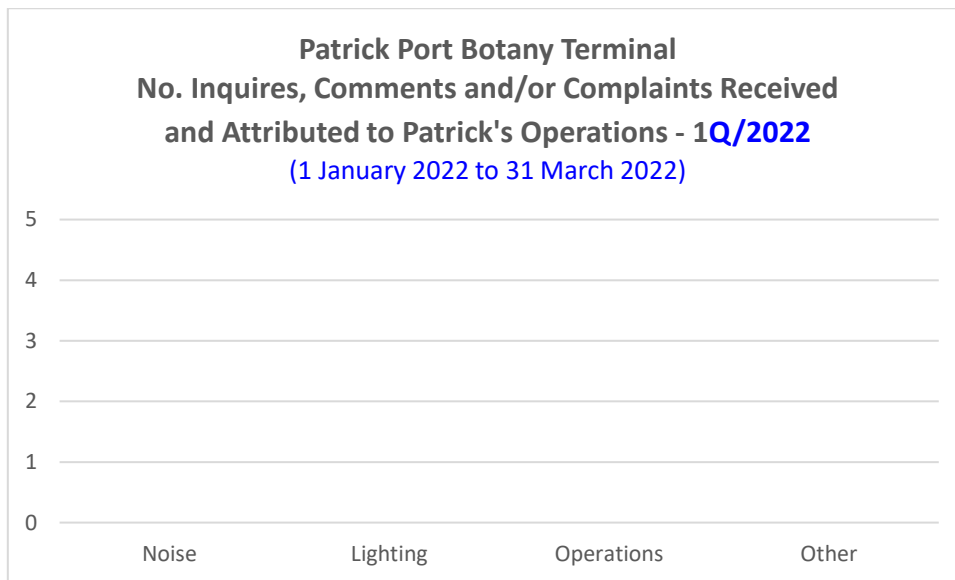 Patrick Port Botany Terminal
No. Inquires, Comments and/or Complaints Received
and Attributed to Patrick's Operations - 1Q/2022
(1 January 2022 to 31 March 2022)
5
4
3
2
1
0
Noise Lighting Operations Other